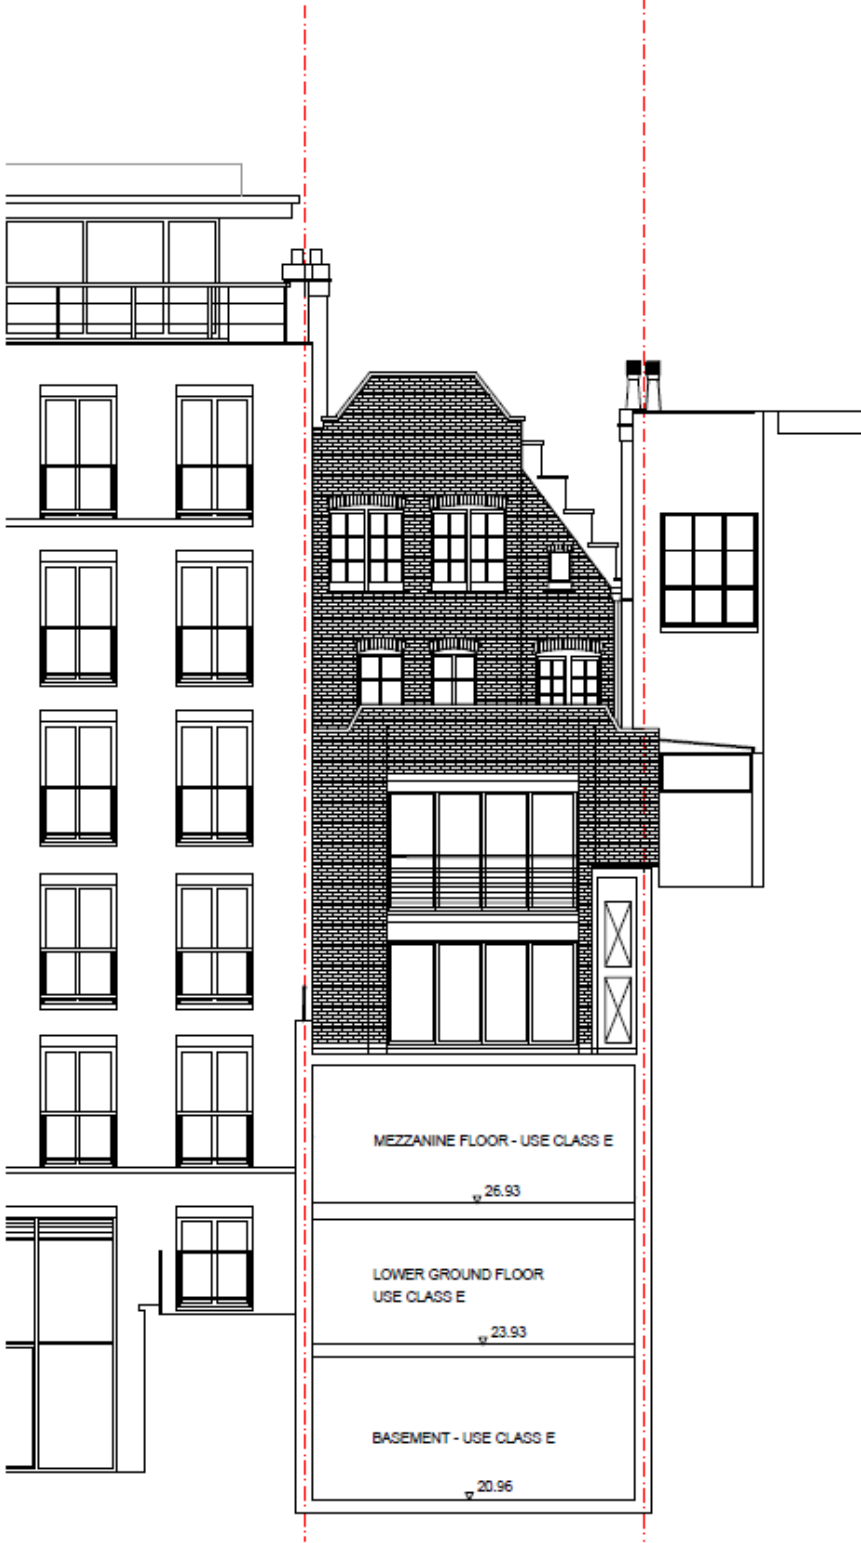 MEZZANINE FLOOR - USE CLASS E
26.93
LOWER GROUND FLOOR
USE CLASS E
23.93
BASEMENT - USE CLASS E
20.96